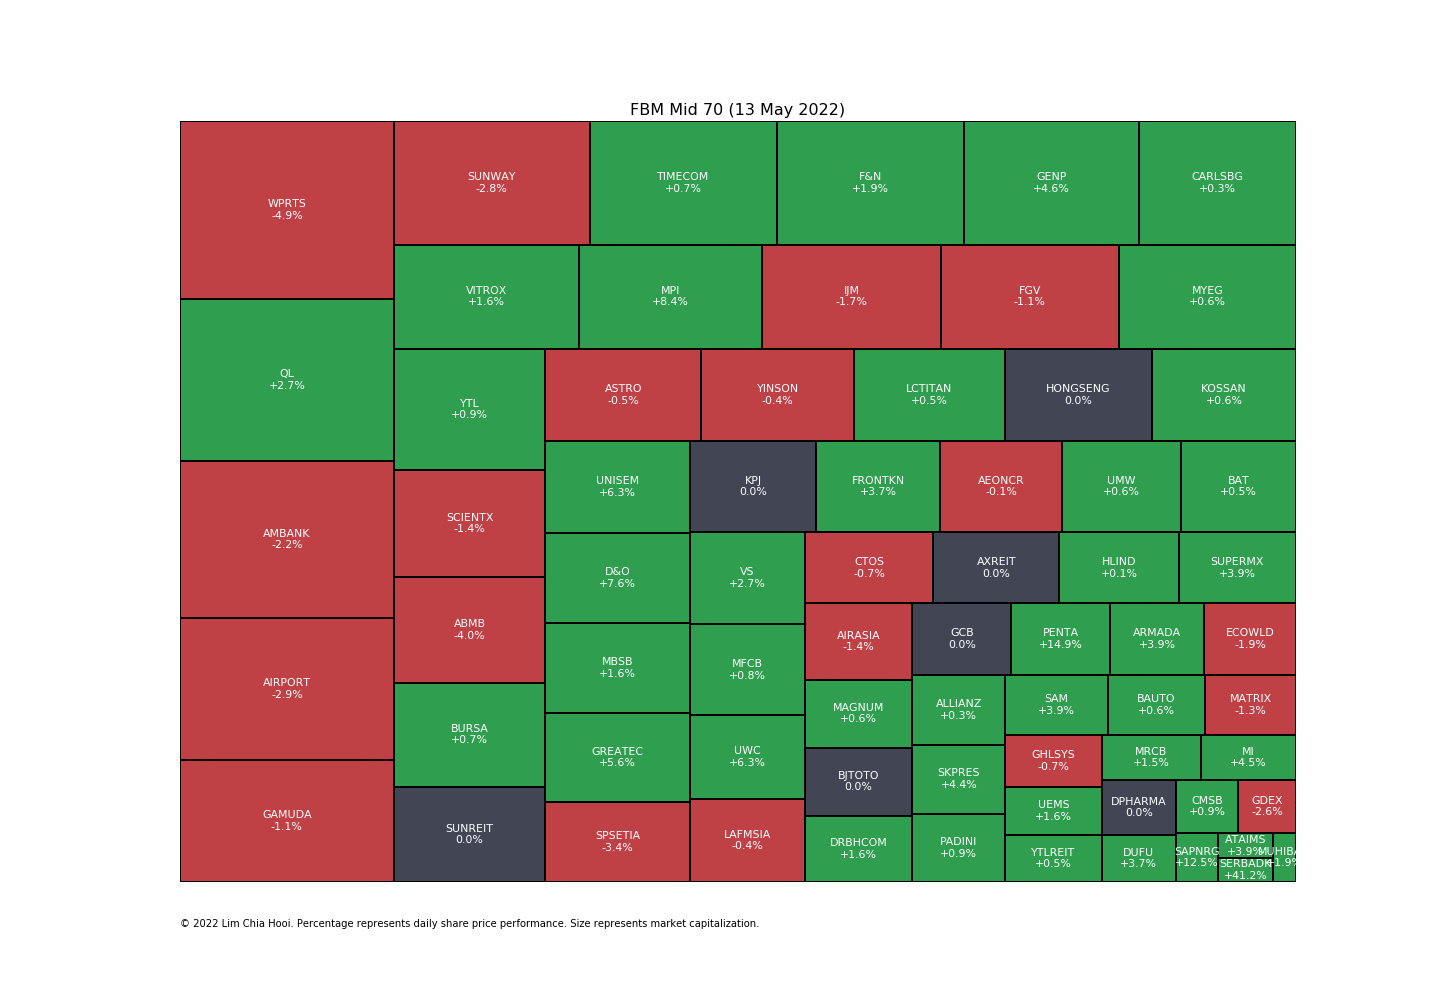 FBM Mid 70 (13 May 2022)
WPRTS
-4.9%
QL
+2.7%
AMBANK
-2.2%
AIRPORT
-2.9%
GAMUDA
-1.1%
SUNWAY
-2.8%
TIMECOM
+0.7%
F&N
+1.9%
GENP
+4.6%
CARLSBG
+0.3%
VITROX
+1.6%
MPI
+8.4%
IJM
-1.7%
FGV
-1.1%
MYEG
+0.6%
YTL
+0.9%
SCIENTX
-1.4%
ABMB
-4.0%
BURSA
+0.7%
SUNREIT
0.0%
ASTRO
-0.5%
YINSON
-0.4%
LCTITAN
+0.5%
HONGSENG
0.0%
KOSSAN
+0.6%
UNISEM
+6.3%
D&O
+7.6%
MBSB
+1.6%
GREATEC
+5.6%
SPSETIA
-3.4%
KPJ
0.0%
FRONTKN
+3.7%
AEONCR
-0.1%
UMW
+0.6%
BAT
+0.5%
VS
+2.7%
MFCB
+0.8%
UWC
+6.3%
LAFMSIA
-0.4%
CTOS
-0.7%
AXREIT
0.0%
HLIND
+0.1%
SUPERMX
+3.9%
AIRASIA
-1.4%
MAGNUM
+0.6%
BJTOTO
0.0%
DRBHCOM
+1.6%
GCB
0.0%
PENTA
+14.9%
ARMADA
+3.9%
ECOWLD
-1.9%
ALLIANZ
+0.3%
SKPRES
+4.4%
PADINI
+0.9%
SAM
+3.9%
BAUTO
+0.6%
MATRIX
-1.3%
GHLSYS
-0.7%
UEMS
+1.6%
YTLREIT
+0.5%
MRCB
+1.5%
MI
+4.5%
DPHARMA
0.0%
DUFU
+3.7%
CMSB
+0.9%
GDEX
-2.6%
SAPNRG
+12.5%
ATAIMS
+3.9%
SERBADK
+41.2%
+1.9%
© 2022 Lim Chia Hooi. Percentage represents daily share price performance. Size represents market capitalization.